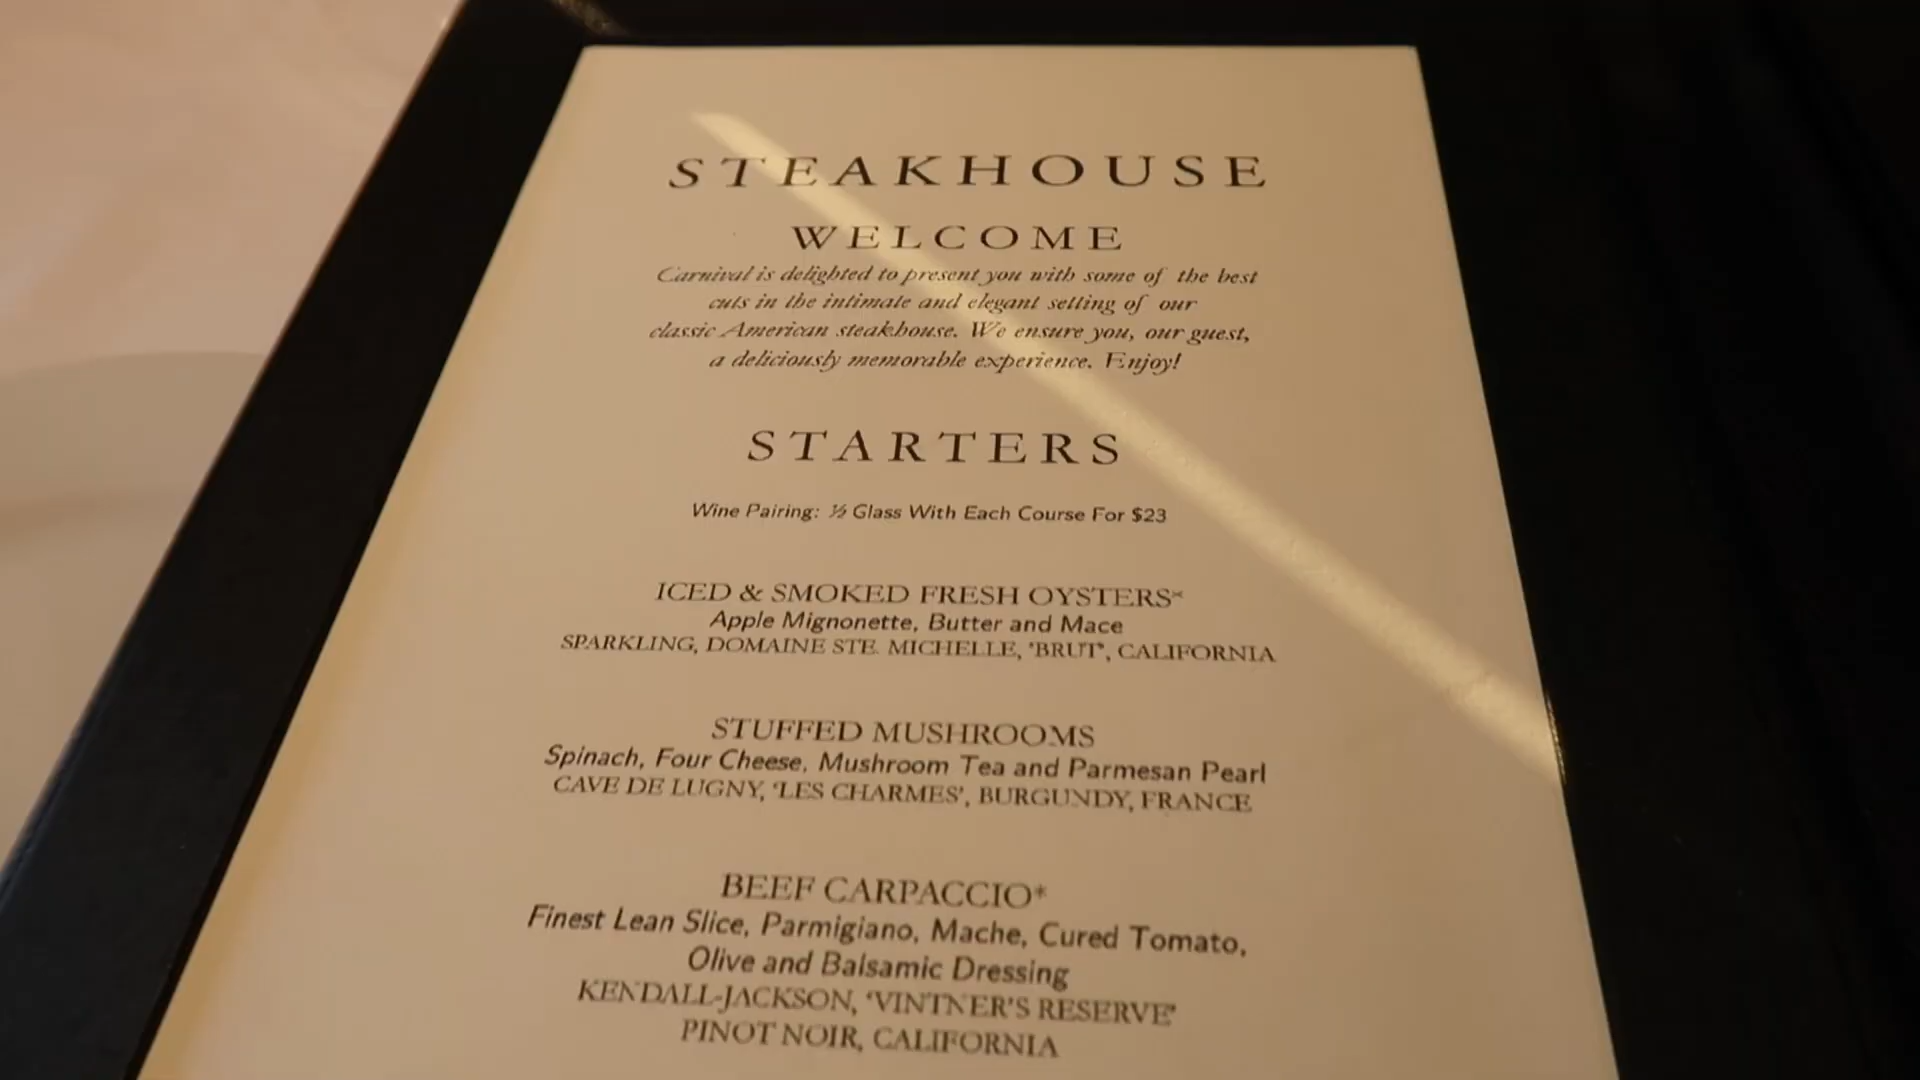 STEAKHOUSE
WELCOME
Carnival is delighted to present you with some of the best
cuts in the intimate and elegant setting of our
classic American steakhouse. We ensure you, our guest,
a deliciously memorable experience. Enjoy!
STARTERS
Wine Pairing: ½ Glass With Each Course For $23
ICED & SMOKED FRESH OYSTERS*
Apple Mignonette, Butter and Mace
SPARKLING, DOMAINE STE. MICHELLE, 'BRUT', CALIFORNIA
STUFFED MUSHROOMS
Spinach, Four Cheese, Mushroom Tea and Parmesan Pearl
CAVE DE LUGNY, 'LES CHARMES', BURGUNDY, FRANCE
BEEF CARPACCIO*
Finest Lean Slice, Parmigiano, Mache, Cured Tomato,
Olive and Balsamic Dressing
KENDALL-JACKSON, 'VINTNER'S RESERVE'
PINOT NOIR, CALIFORNIA